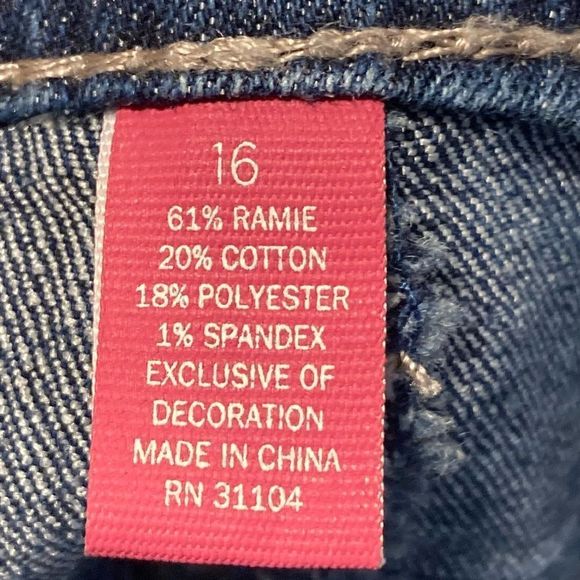 16
61% RAMIE
20% COTTON
18% POLYESTER
1% SPANDEX
EXCLUSIVE OF
DECORATION
MADE IN CHINA
RN 31104